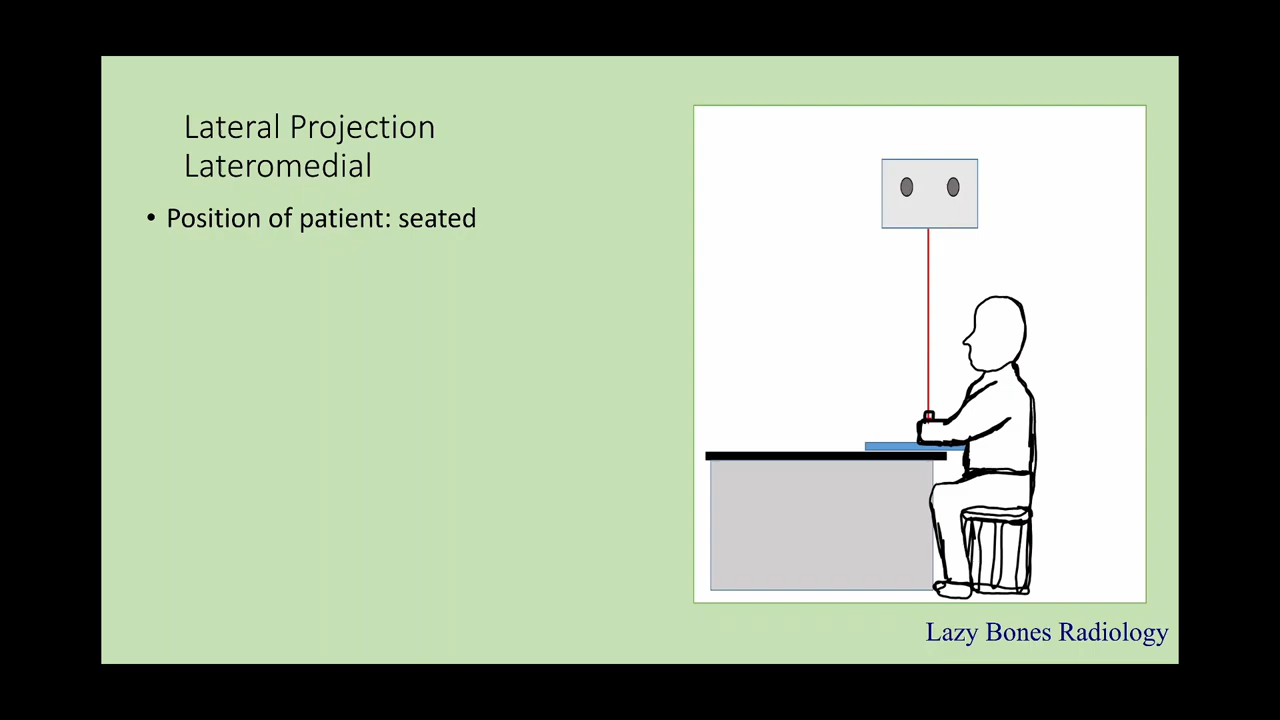 Lateral Projection
Lateromedial
• Position of patient: seated
Lazy Bones Radiology